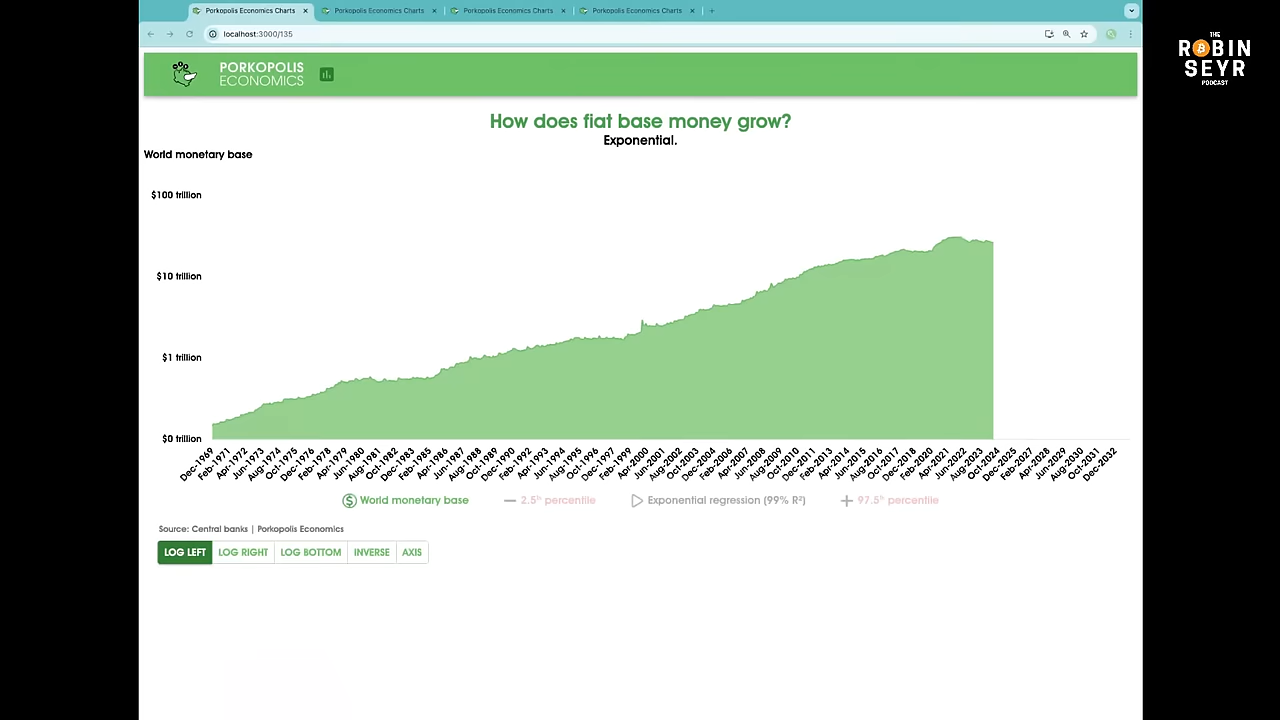 Porkopolis Economics Charts
Porkopolis Economics Charts
Porkopolis Economics Charts
Porkopolis Economics Charts
localhost:3000/135
THE
ROBIN
SEYR
PODCAST
PORKOPOLIS
ECONOMICS
How does fiat base money grow?
Exponential.
World monetary base
$100 trillion
$10 trillion
$1 trillion
$0 trillion
Dec-1969 Feb-1971 Apr-1972 Jun-1973 Aug-1974 Oct-1975 Dec-1976 Feb-1978 Apr-1979 Jun-1980 Aug-1981 Oct-1982 Dec-1983 Feb-1985 Apr-1986 Jun-1987 Aug-1988 Oct-1989 Dec-1990 Feb-1992 Apr-1993 Jun-1994 Aug-1995 Oct-1996 Dec-1997 Feb-1999 Apr-2000 Jun-2001 Aug-2002 Oct-2003 Dec-2004 Feb-2006 Apr-2007 Jun-2008 Aug-2009 Oct-2010 Dec-2011 Feb-2013 Apr-2014 Jun-2015 Aug-2016 Oct-2017 Dec-2018 Feb-2020 Apr-2021 Jun-2022 Aug-2023 Oct-2024 Dec-2025 Feb-2027 Apr-2028 Jun-2029 Aug-2030 Oct-2031 Dec-2032
World monetary base 2.5ᵗʰ percentile Exponential regression (99% R²) 97.5ᵗʰ percentile
Source: Central banks | Porkopolis Economics
LOG LEFT LOG RIGHT LOG BOTTOM INVERSE AXIS